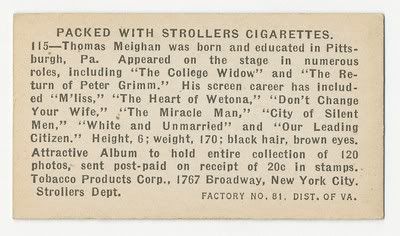 PACKED WITH STROLLERS CIGARETTES.
115—Thomas Meighan was born and educated in Pitts-
burgh, Pa. Appeared on the stage in numerous
roles, including "The College Widow" and "The Re-
turn of Peter Grimm." His screen career has includ-
ed "M'liss," "The Heart of Wetona," "Don't Change
Your Wife," "The Miracle Man," "City of Silent
Men," "White and Unmarried" and "Our Leading
Citizen." Height, 6; weight, 170; black hair, brown eyes.
Attractive Album to hold entire collection of 120
photos, sent post-paid on receipt of 20c in stamps.
Tobacco Products Corp., 1767 Broadway, New York City.
Strollers Dept. FACTORY NO. 81. DIST. OF VA.